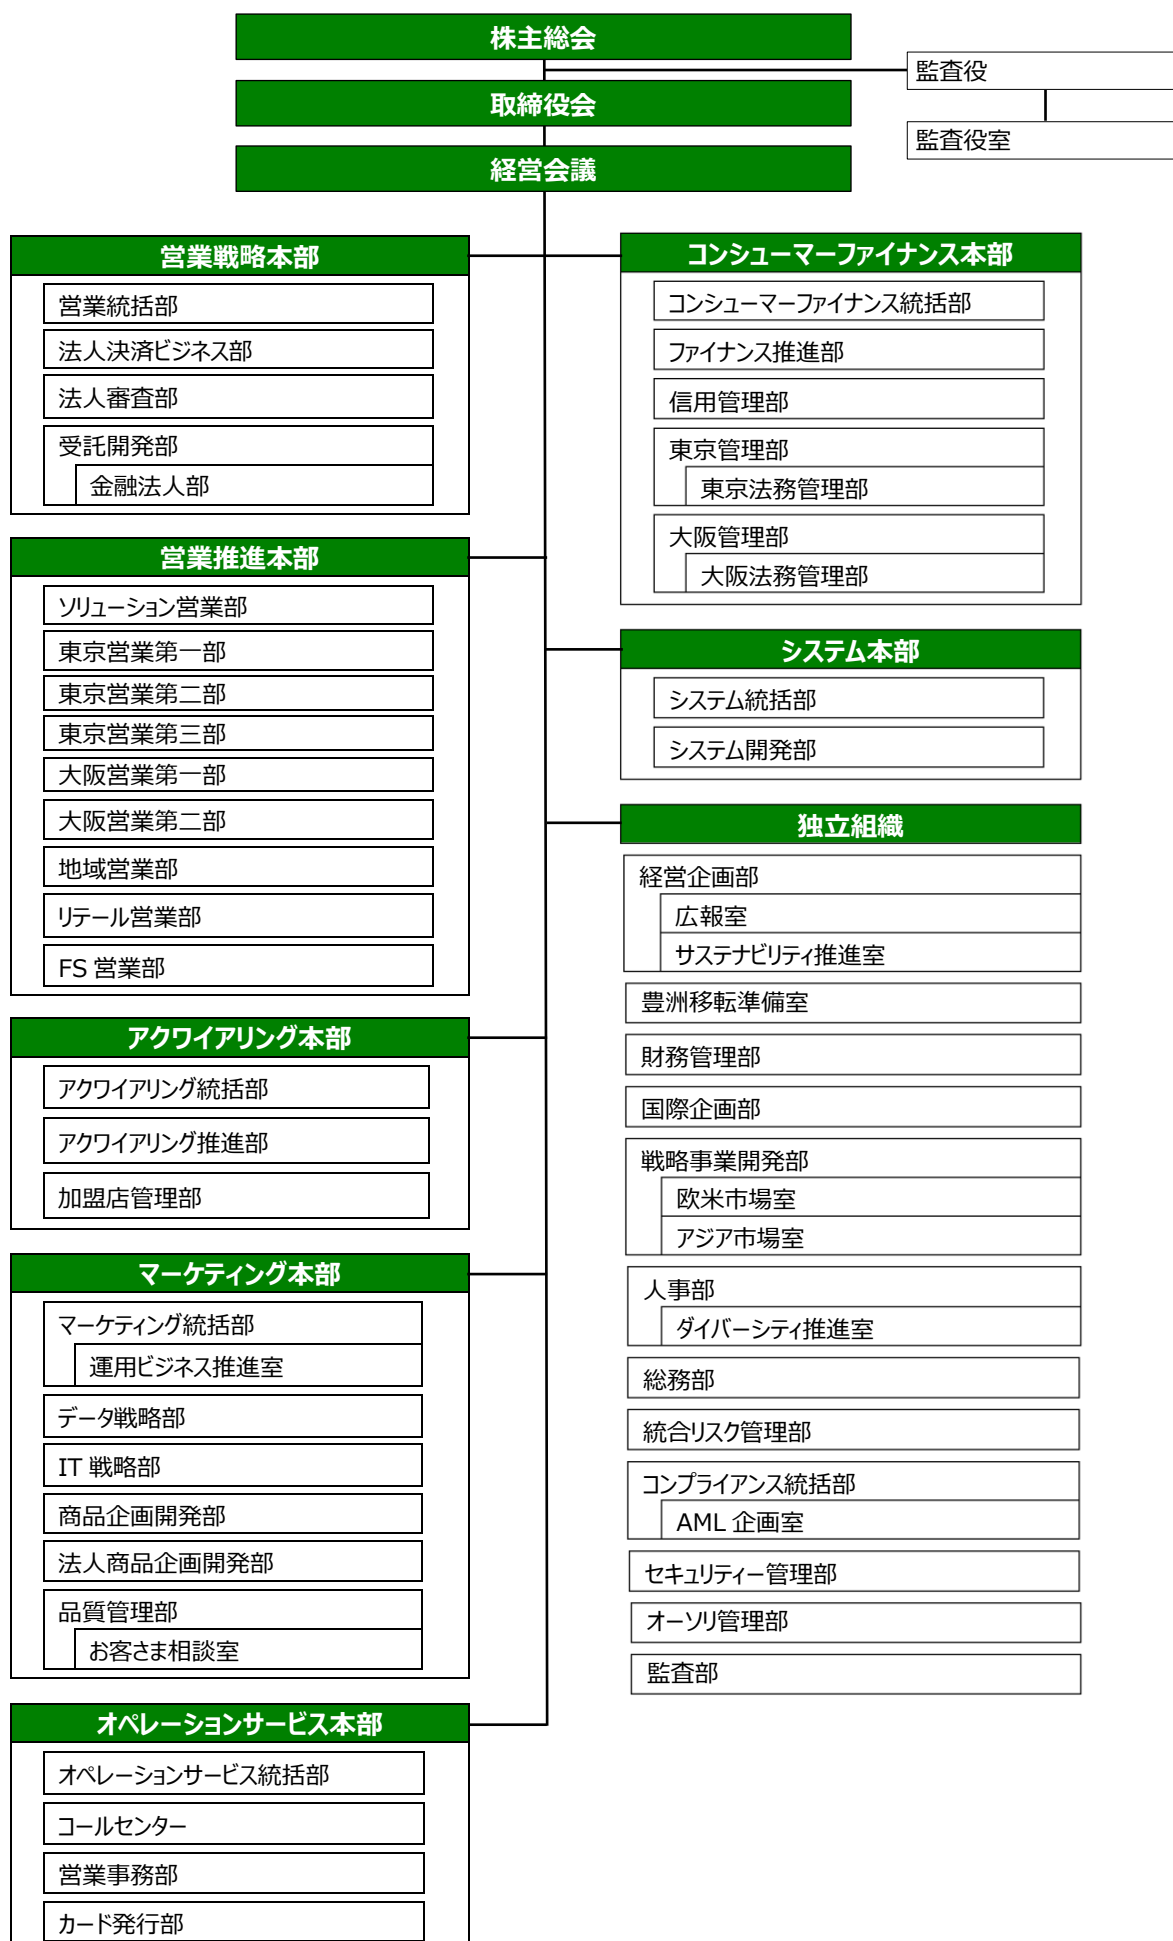 株主総会
監査役
取締役会
監査役室
経営会議
営業戦略本部
営業統括部
法人決済ビジネス部
法人審査部
受託開発部
金融法人部
営業推進本部
ソリューション営業部
東京営業第一部
東京営業第二部
東京営業第三部
大阪営業第一部
大阪営業第二部
地域営業部
リテール営業部
FS 営業部
アクワイアリング本部
アクワイアリング統括部
アクワイアリング推進部
加盟店管理部
マーケティング本部
マーケティング統括部
運用ビジネス推進室
データ戦略部
IT 戦略部
商品企画開発部
法人商品企画開発部
品質管理部
お客さま相談室
オペレーションサービス本部
オペレーションサービス統括部
コールセンター
営業事務部
カード発行部
コンシューマーファイナンス本部
コンシューマーファイナンス統括部
ファイナンス推進部
信用管理部
東京管理部
東京法務管理部
大阪管理部
大阪法務管理部
システム本部
システム統括部
システム開発部
独立組織
経営企画部
広報室
サステナビリティ推進室
豊洲移転準備室
財務管理部
国際企画部
戦略事業開発部
欧米市場室
アジア市場室
人事部
ダイバーシティ推進室
総務部
統合リスク管理部
コンプライアンス統括部
AML 企画室
セキュリティー管理部
オーソリ管理部
監査部